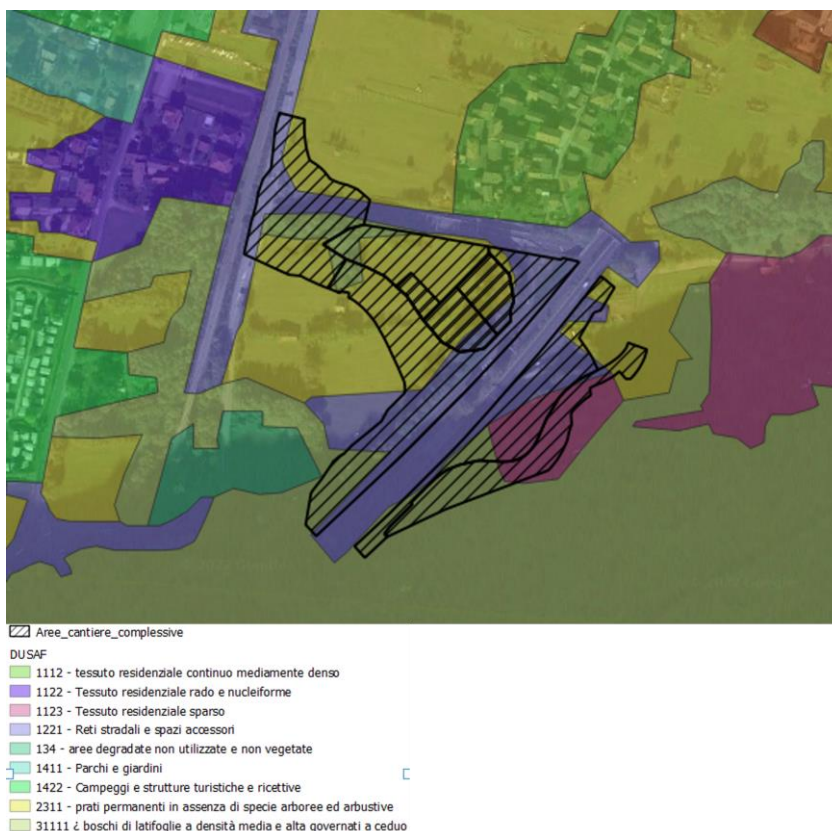 Aree_cantiere_complessive
DUSAF
1112 - tessuto residenziale continuo mediamente denso
1122 - Tessuto residenziale rado e nucleiforme
1123 - Tessuto residenziale sparso
1221 - Reti stradali e spazi accessori
134 - aree degradate non utilizzate e non vegetate
1411 - Parchi e giardini
1422 - Campeggi e strutture turistiche e ricettive
2311 - prati permanenti in assenza di specie arboree ed arbustive
31111 ¿ boschi di latifoglie a densità media e alta governati a ceduo